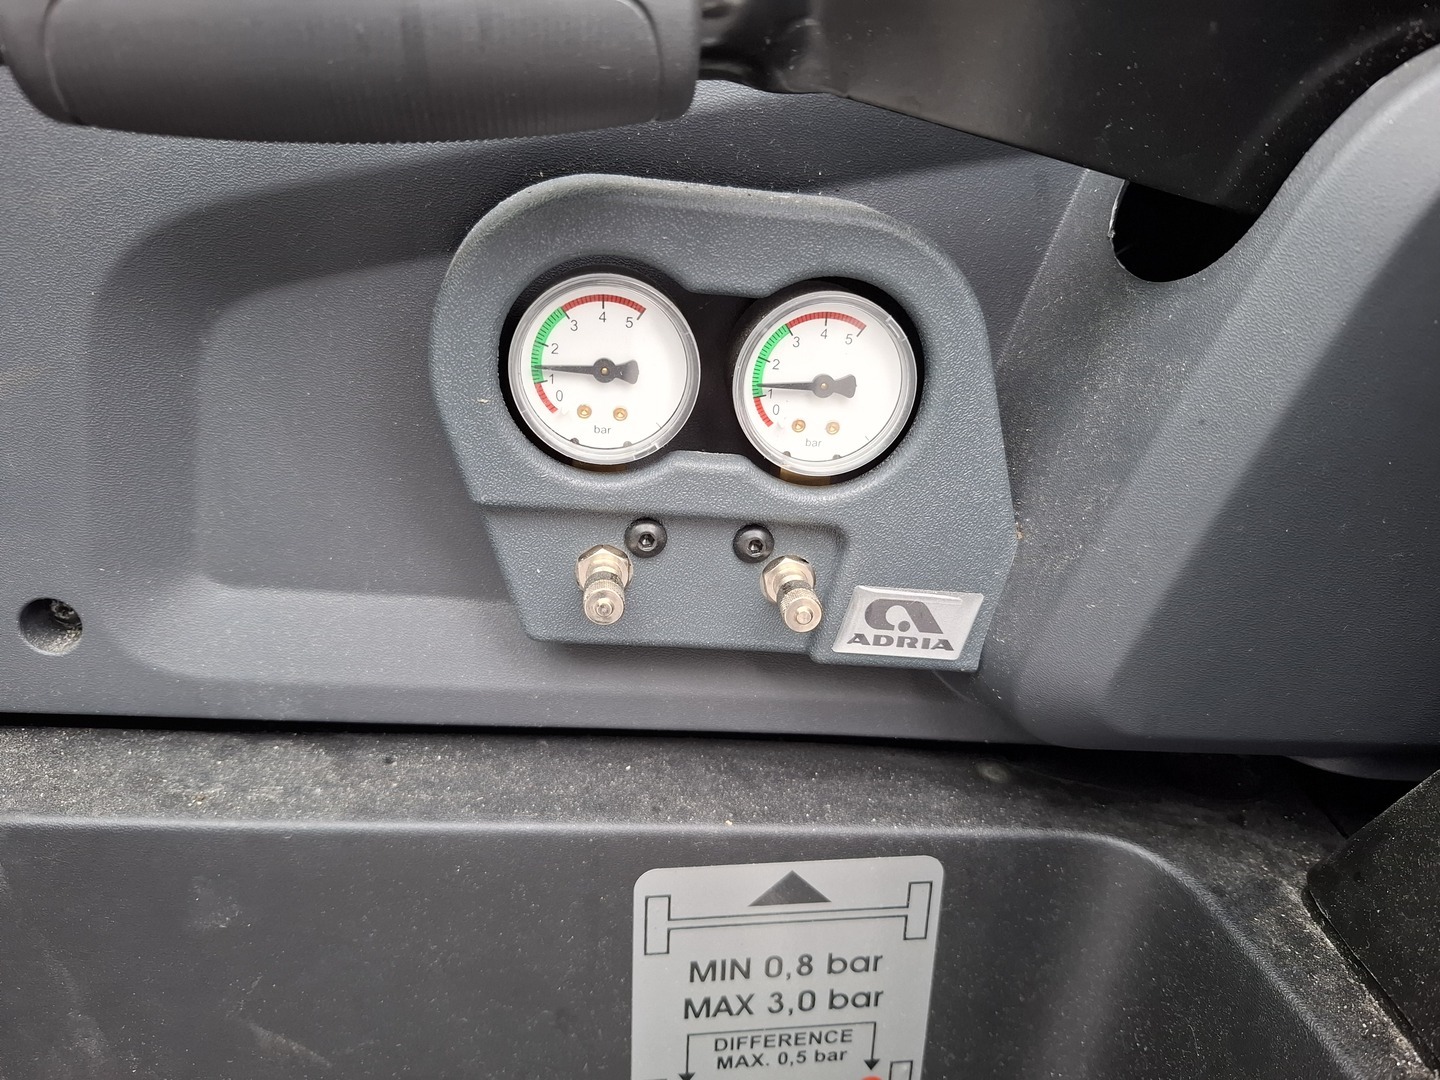 0 1 2 3 4 5
bar
0 1 2 3 4 5
bar
ADRIA
MIN 0,8 bar
MAX 3,0 bar
DIFFERENCE
MAX. 0,5 bar